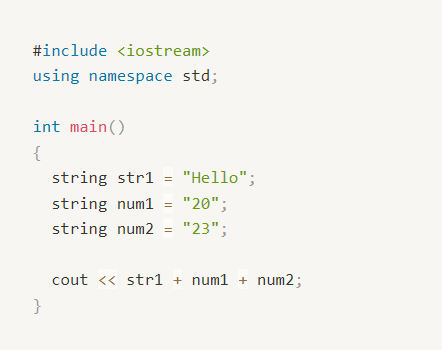 #include <iostream>
using namespace std;
int main()
{
string str1 = "Hello";
string num1 = "20";
string num2 = "23";
cout << str1 + num1 + num2;
}